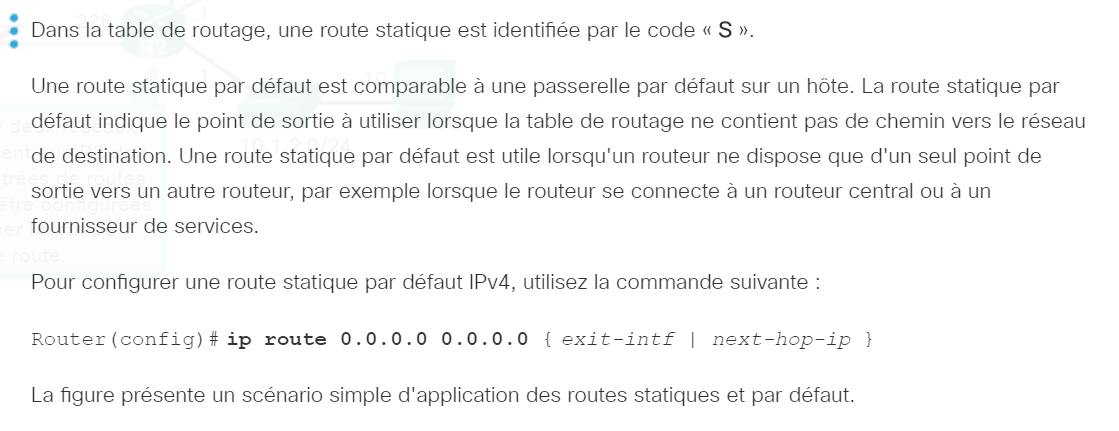 Dans la table de routage, une route statique est identifiée par le code « S ».
Une route statique par défaut est comparable à une passerelle par défaut sur un hôte. La route statique par
défaut indique le point de sortie à utiliser lorsque la table de routage ne contient pas de chemin vers le réseau
de destination. Une route statique par défaut est utile lorsqu'un routeur ne dispose que d'un seul point de
sortie vers un autre routeur, par exemple lorsque le routeur se connecte à un routeur central ou à un
fournisseur de services.
Pour configurer une route statique par défaut IPv4, utilisez la commande suivante :
Router(config)# ip route 0.0.0.0 0.0.0.0 { exit-intf | next-hop-ip }
La figure présente un scénario simple d'application des routes statiques et par défaut.